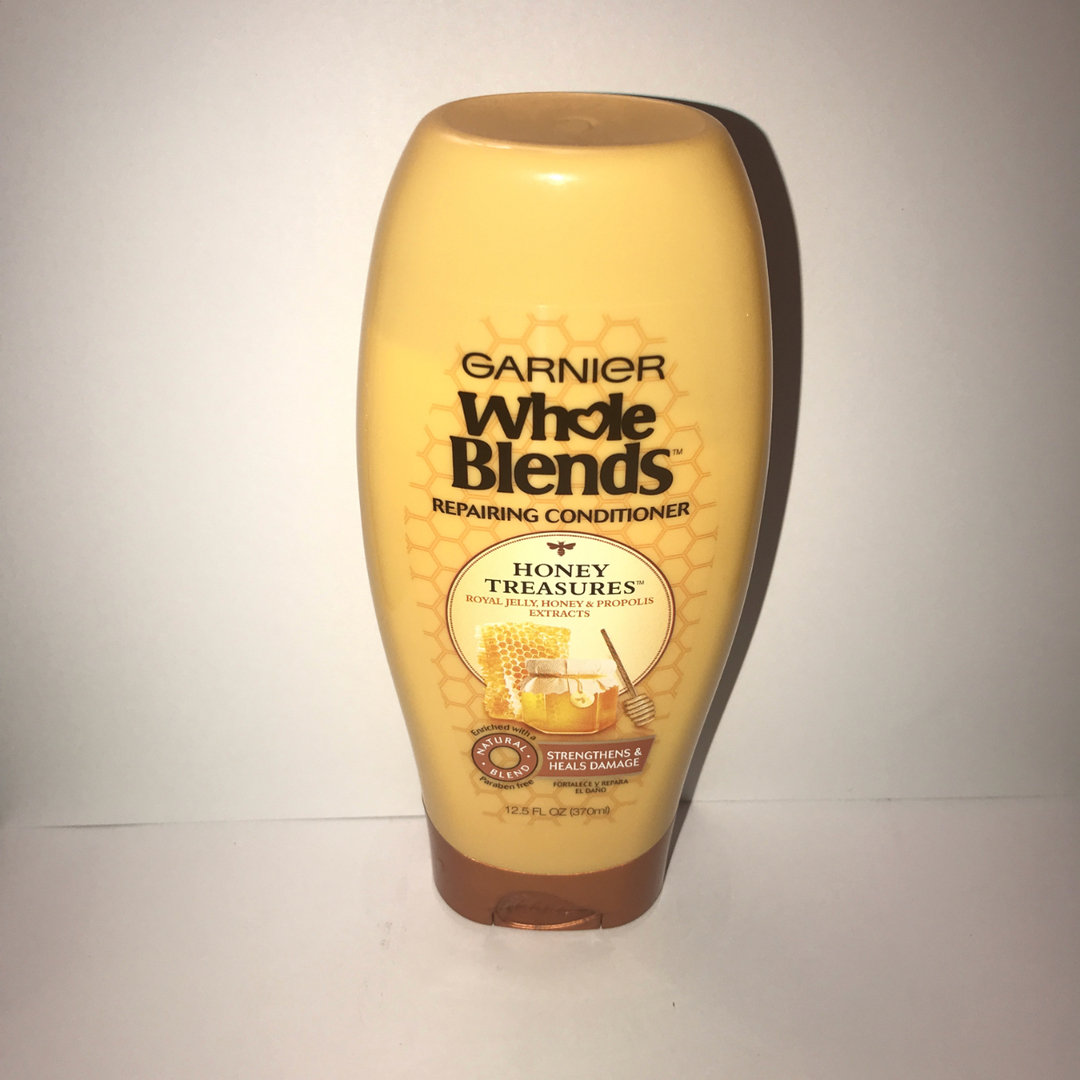 GARNIER
Whole
Blends™
REPAIRING CONDITIONER
HONEY
TREASURES™
ROYAL JELLY, HONEY & PROPOLIS
EXTRACTS
Enriched with a
NATURAL
BLEND
Paraben free
STRENGTHENS &
HEALS DAMAGE
FORTALECE Y REPARA
EL DAÑO
12.5 FL OZ (370ml)